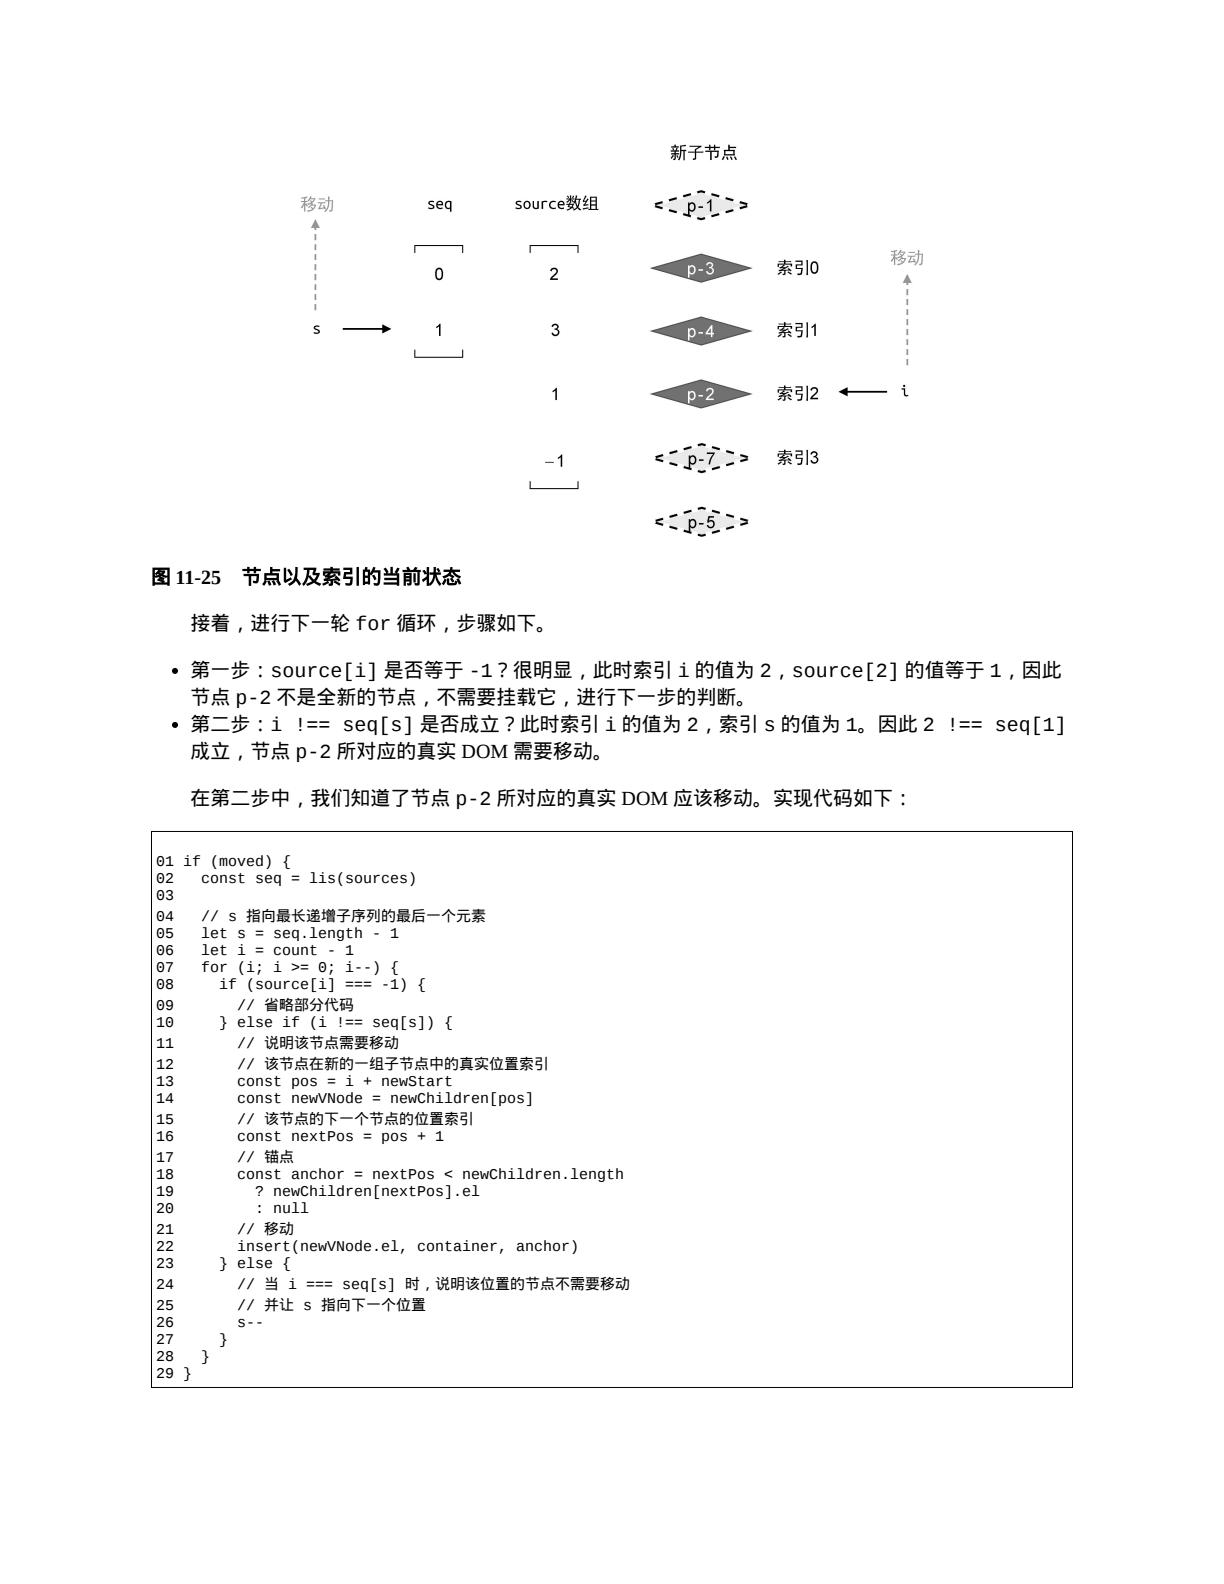 新子节点
移动 seq source数组 p-1
移动
0 2 p-3 索引0
s 1 3 p-4 索引1
1 p-2 索引2 i
−1 p-7 索引3
p-5
图 11-25 节点以及索引的当前状态
接着，进行下一轮 for 循环，步骤如下。
• 第一步：source[i] 是否等于 -1？很明显，此时索引 i 的值为 2，source[2] 的值等于 1，因此
节点 p-2 不是全新的节点，不需要挂载它，进行下一步的判断。
• 第二步：i !== seq[s] 是否成立？此时索引 i 的值为 2，索引 s 的值为 1。因此 2 !== seq[1]
成立，节点 p-2 所对应的真实 DOM 需要移动。
在第二步中，我们知道了节点 p-2 所对应的真实 DOM 应该移动。实现代码如下：
01 if (moved) {
02   const seq = lis(sources)
03
04   // s 指向最长递增子序列的最后一个元素
05   let s = seq.length - 1
06   let i = count - 1
07   for (i; i >= 0; i--) {
08     if (source[i] === -1) {
09       // 省略部分代码
10     } else if (i !== seq[s]) {
11       // 说明该节点需要移动
12       // 该节点在新的一组子节点中的真实位置索引
13       const pos = i + newStart
14       const newVNode = newChildren[pos]
15       // 该节点的下一个节点的位置索引
16       const nextPos = pos + 1
17       // 锚点
18       const anchor = nextPos < newChildren.length
19         ? newChildren[nextPos].el
20         : null
21       // 移动
22       insert(newVNode.el, container, anchor)
23     } else {
24       // 当 i === seq[s] 时，说明该位置的节点不需要移动
25       // 并让 s 指向下一个位置
26       s--
27     }
28   }
29 }